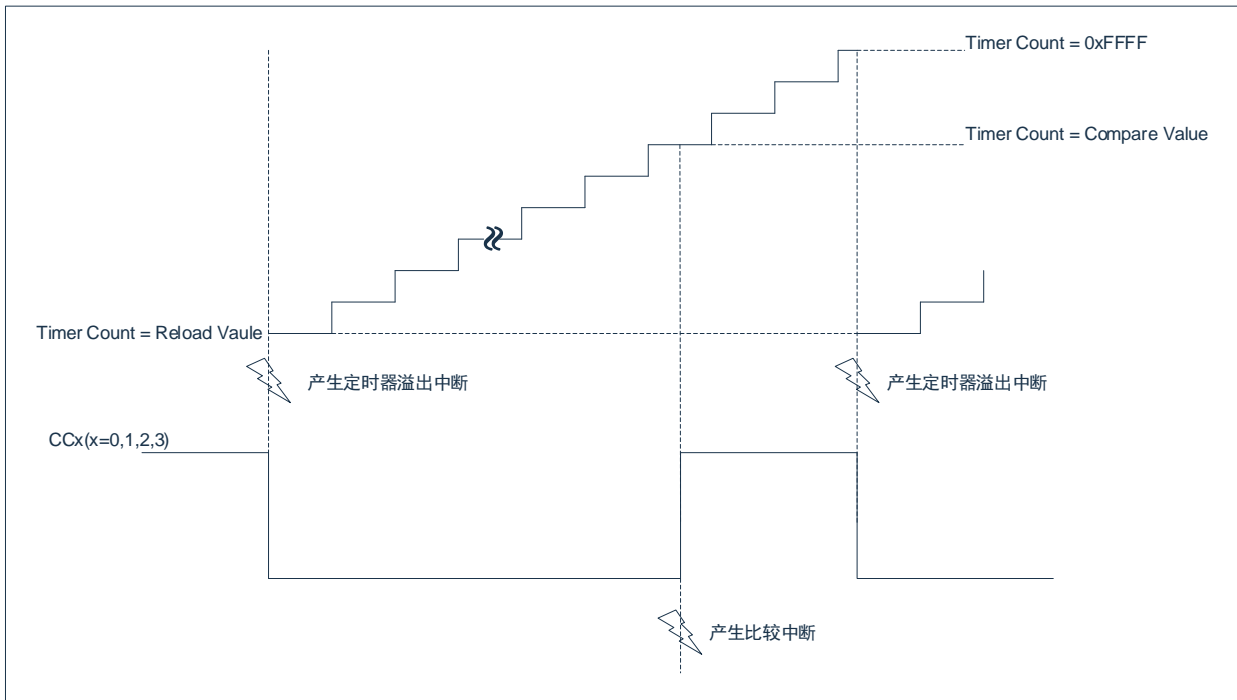 Timer Count = 0xFFFF
Timer Count = Compare Value
Timer Count = Reload Vaule
产生定时器溢出中断
产生定时器溢出中断
CCx(x=0,1,2,3)
产生比较中断